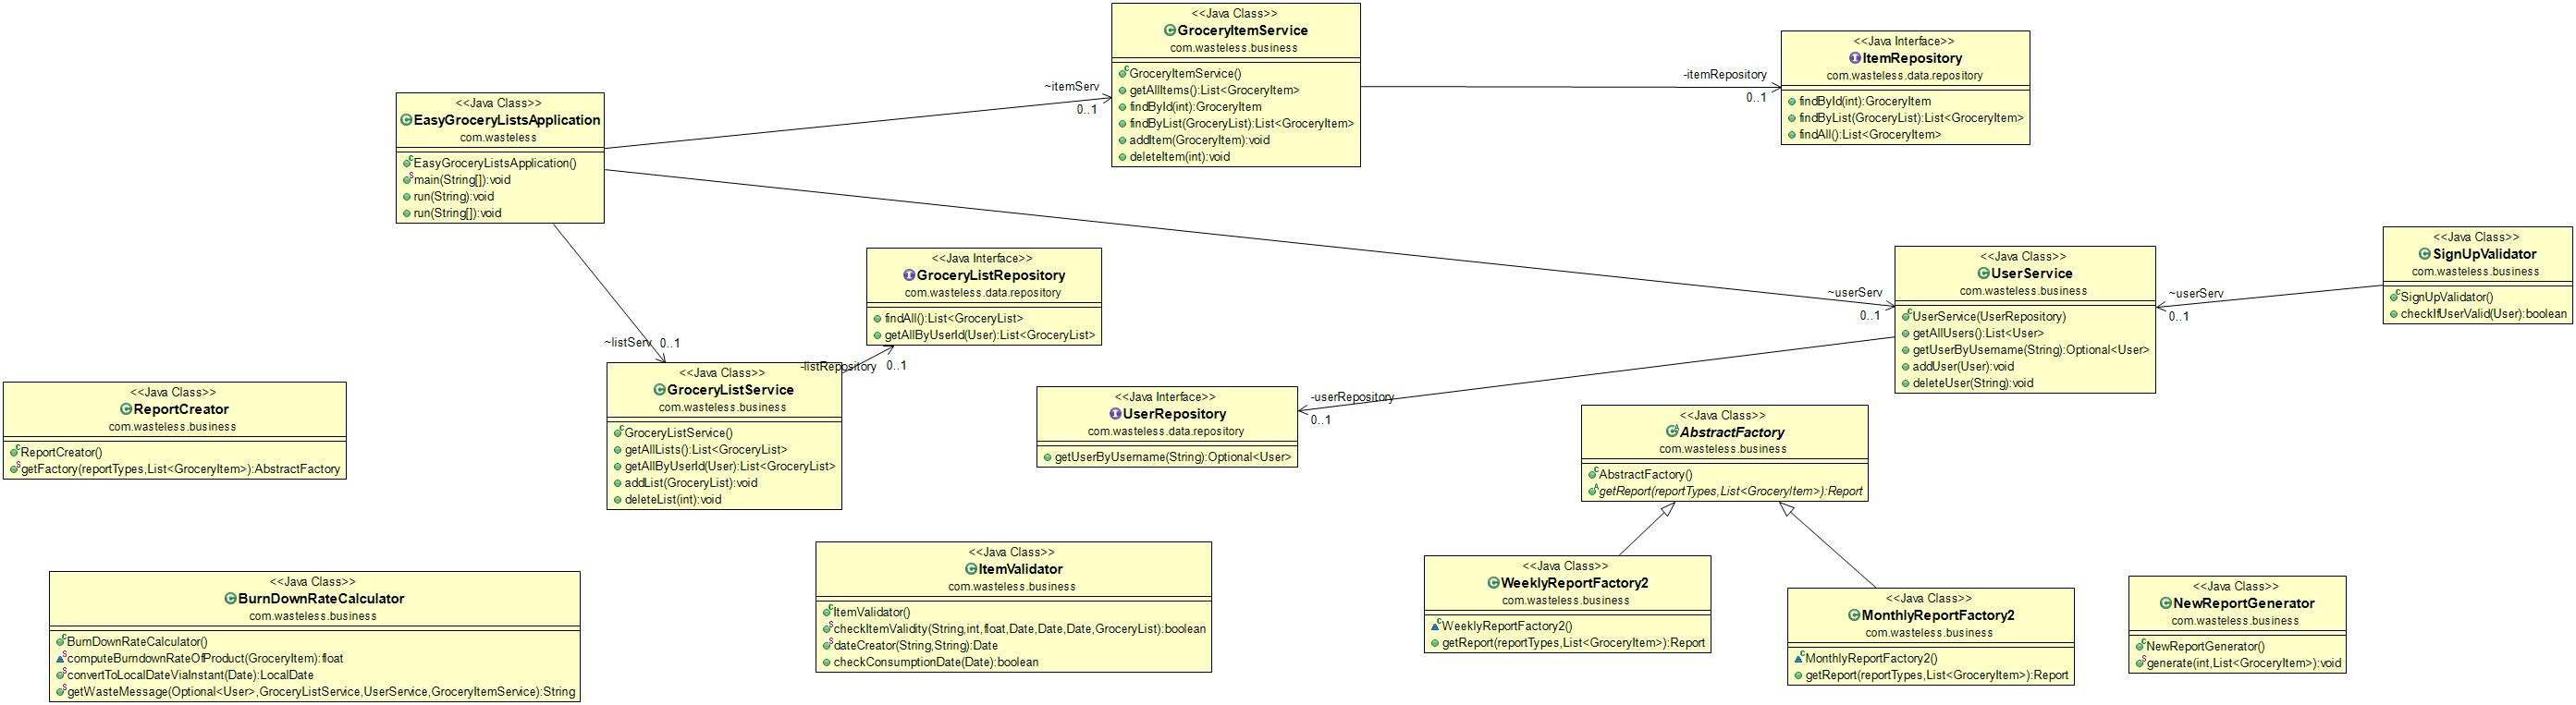 <<Java Class>>
GroceryItemService
com.wasteless.business
GroceryItemService()
getAllItems():List<GroceryItem>
findById(int):GroceryItem
findByList(GroceryList):List<GroceryItem>
addItem(GroceryItem):void
deleteItem(int):void
<<Java Interface>>
ItemRepository
com.wasteless.data.repository
findById(int):GroceryItem
findByList(GroceryList):List<GroceryItem>
findAll():List<GroceryItem>
~itemServ
0..1
-itemRepository
0..1
<<Java Class>>
EasyGroceryListsApplication
com.wasteless
EasyGroceryListsApplication()
main(String[]):void
run(String):void
run(String[]):void
<<Java Interface>>
GroceryListRepository
com.wasteless.data.repository
findAll():List<GroceryList>
getAllByUserId(User):List<GroceryList>
<<Java Class>>
UserService
com.wasteless.business
UserService(UserRepository)
getAllUsers():List<User>
getUserByUsername(String):Optional<User>
addUser(User):void
deleteUser(String):void
<<Java Class>>
SignUpValidator
com.wasteless.business
SignUpValidator()
checkIfUserValid(User):boolean
~userServ
0..1
~userServ
0..1
~listServ
0..1
-listRepository
0..1
<<Java Class>>
ReportCreator
com.wasteless.business
ReportCreator()
getFactory(reportTypes,List<GroceryItem>):AbstractFactory
<<Java Class>>
GroceryListService
com.wasteless.business
GroceryListService()
getAllLists():List<GroceryList>
getAllByUserId(User):List<GroceryList>
addList(GroceryList):void
deleteList(int):void
<<Java Interface>>
UserRepository
com.wasteless.data.repository
getUserByUsername(String):Optional<User>
-userRepository
0..1
<<Java Class>>
AbstractFactory
com.wasteless.business
AbstractFactory()
getReport(reportTypes,List<GroceryItem>):Report
<<Java Class>>
BurnDownRateCalculator
com.wasteless.business
BurnDownRateCalculator()
computeBurndownRateOfProduct(GroceryItem):float
convertToLocalDateViaInstant(Date):LocalDate
getWasteMessage(Optional<User>,GroceryListService,UserService,GroceryItemService):String
<<Java Class>>
ItemValidator
com.wasteless.business
ItemValidator()
checkItemValidity(String,int,float,Date,Date,Date,GroceryList):boolean
dateCreator(String,String):Date
checkConsumptionDate(Date):boolean
<<Java Class>>
WeeklyReportFactory2
com.wasteless.business
WeeklyReportFactory2()
getReport(reportTypes,List<GroceryItem>):Report
<<Java Class>>
MonthlyReportFactory2
com.wasteless.business
MonthlyReportFactory2()
getReport(reportTypes,List<GroceryItem>):Report
<<Java Class>>
NewReportGenerator
com.wasteless.business
NewReportGenerator()
generate(int,List<GroceryItem>):void